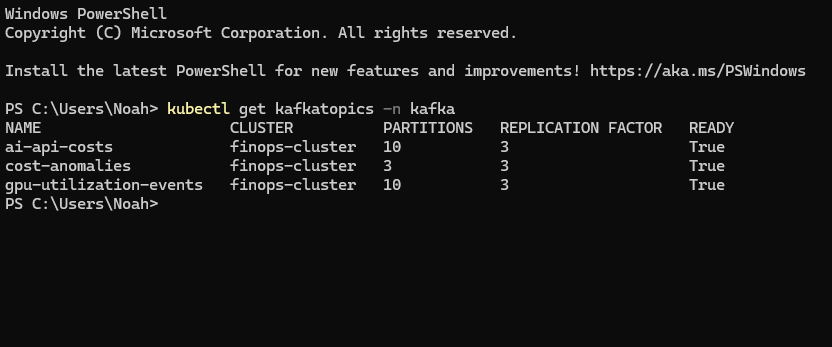 Windows PowerShell
Copyright (C) Microsoft Corporation. All rights reserved.
Install the latest PowerShell for new features and improvements! https://aka.ms/PSWindows
PS C:\Users\Noah> kubectl get kafkatopics -n kafka
NAME CLUSTER PARTITIONS REPLICATION FACTOR READY
ai-api-costs finops-cluster 10 3 True
cost-anomalies finops-cluster 3 3 True
gpu-utilization-events finops-cluster 10 3 True
PS C:\Users\Noah>